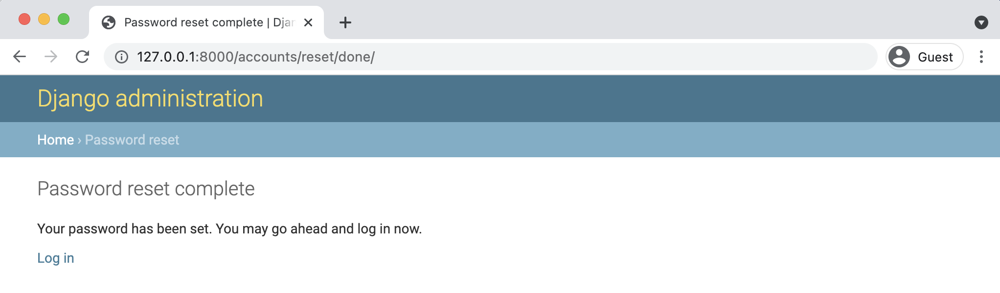 Password reset complete | Djar
127.0.0.1:8000/accounts/reset/done/
Guest
Django administration
Home › Password reset
Password reset complete
Your password has been set. You may go ahead and log in now.
Log in